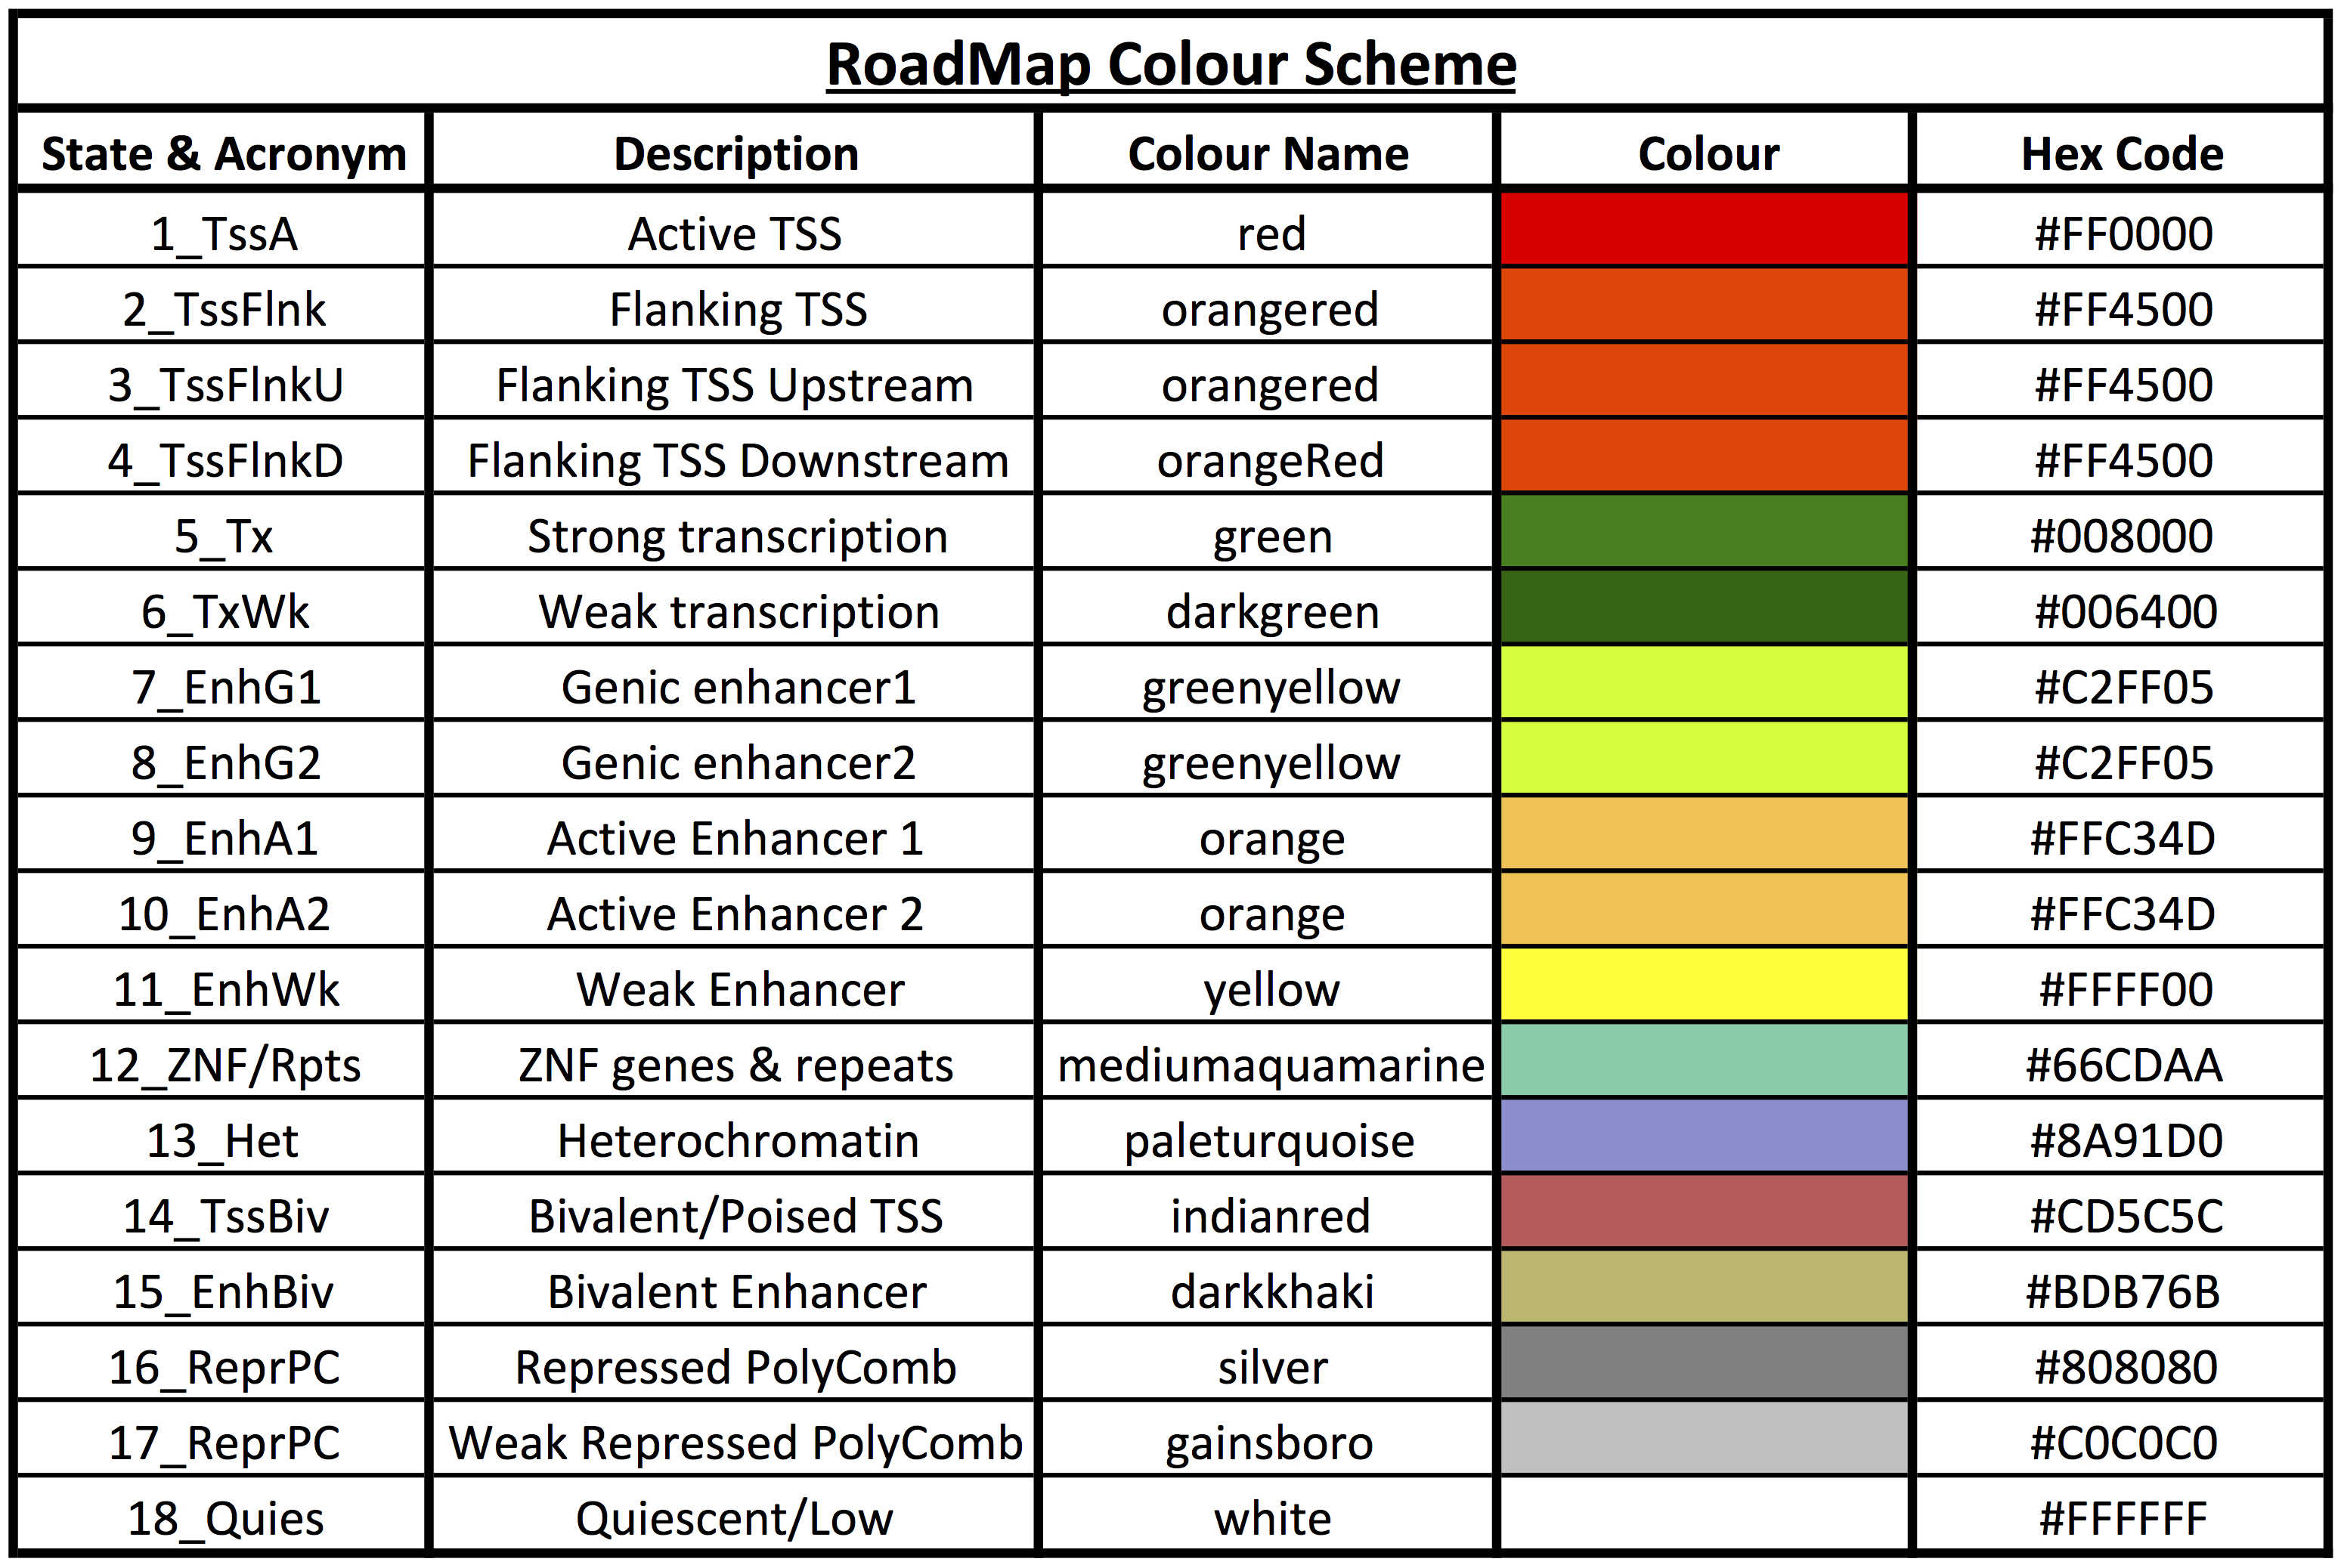 RoadMap Colour Scheme
State & Acronym Description Colour Name Colour Hex Code
1_TssA Active TSS red #FF0000
2_TssFlnk Flanking TSS orangered #FF4500
3_TssFlnkU Flanking TSS Upstream orangered #FF4500
4_TssFlnkD Flanking TSS Downstream orangeRed #FF4500
5_Tx Strong transcription green #008000
6_TxWk Weak transcription darkgreen #006400
7_EnhG1 Genic enhancer1 greenyellow #C2FF05
8_EnhG2 Genic enhancer2 greenyellow #C2FF05
9_EnhA1 Active Enhancer 1 orange #FFC34D
10_EnhA2 Active Enhancer 2 orange #FFC34D
11_EnhWk Weak Enhancer yellow #FFFF00
12_ZNF/Rpts ZNF genes & repeats mediumaquamarine #66CDAA
13_Het Heterochromatin paleturquoise #8A91D0
14_TssBiv Bivalent/Poised TSS indianred #CD5C5C
15_EnhBiv Bivalent Enhancer darkkhaki #BDB76B
16_ReprPC Repressed PolyComb silver #808080
17_ReprPC Weak Repressed PolyComb gainsboro #C0C0C0
18_Quies Quiescent/Low white #FFFFFF